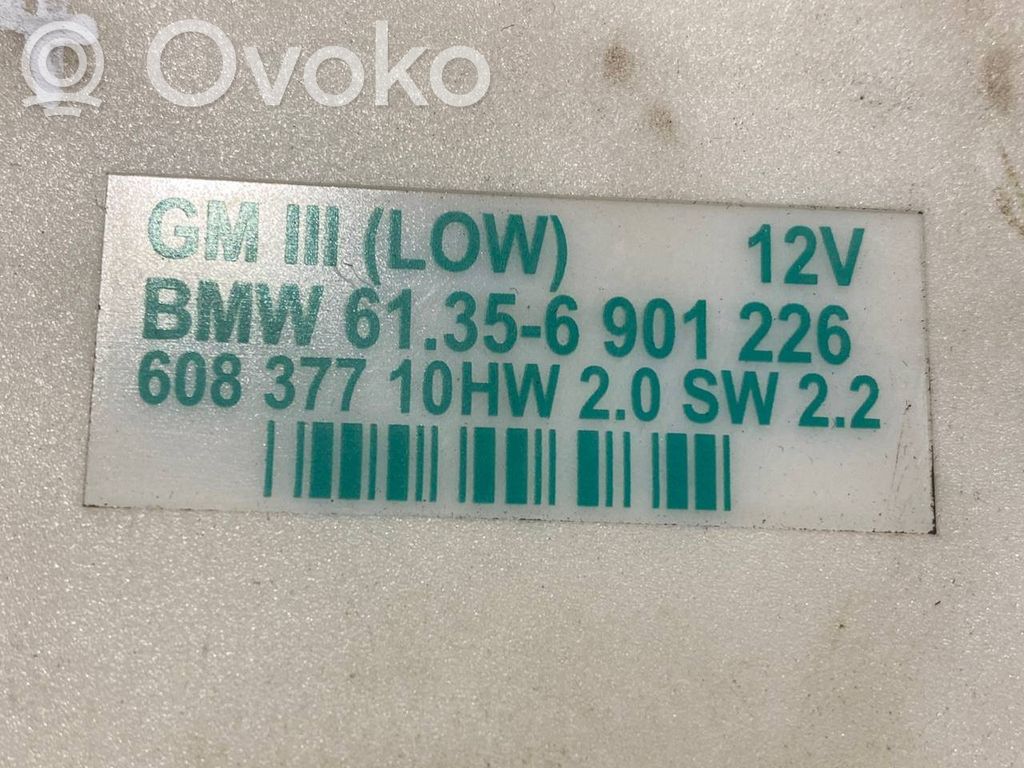 Ovoko
GM III (LOW) 12V
BMW 61.35-6 901 226
608 377 10HW 2.0 SW 2.2